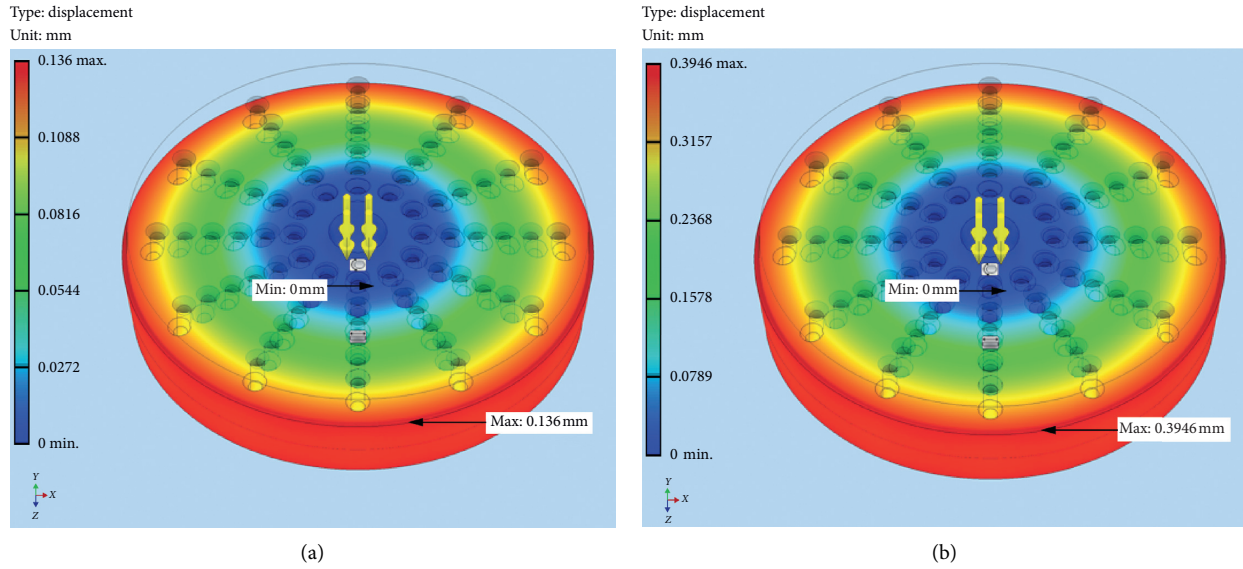 Type: displacement
Unit: mm
0.136 max.
0.1088
0.0816
0.0544
0.0272
0 min.
Min: 0 mm
Max: 0.136 mm
Y
X
Z
(a)
Type: displacement
Unit: mm
0.3946 max.
0.3157
0.2368
0.1578
0.0789
0 min.
Min: 0 mm
Max: 0.3946 mm
Y
X
Z
(b)